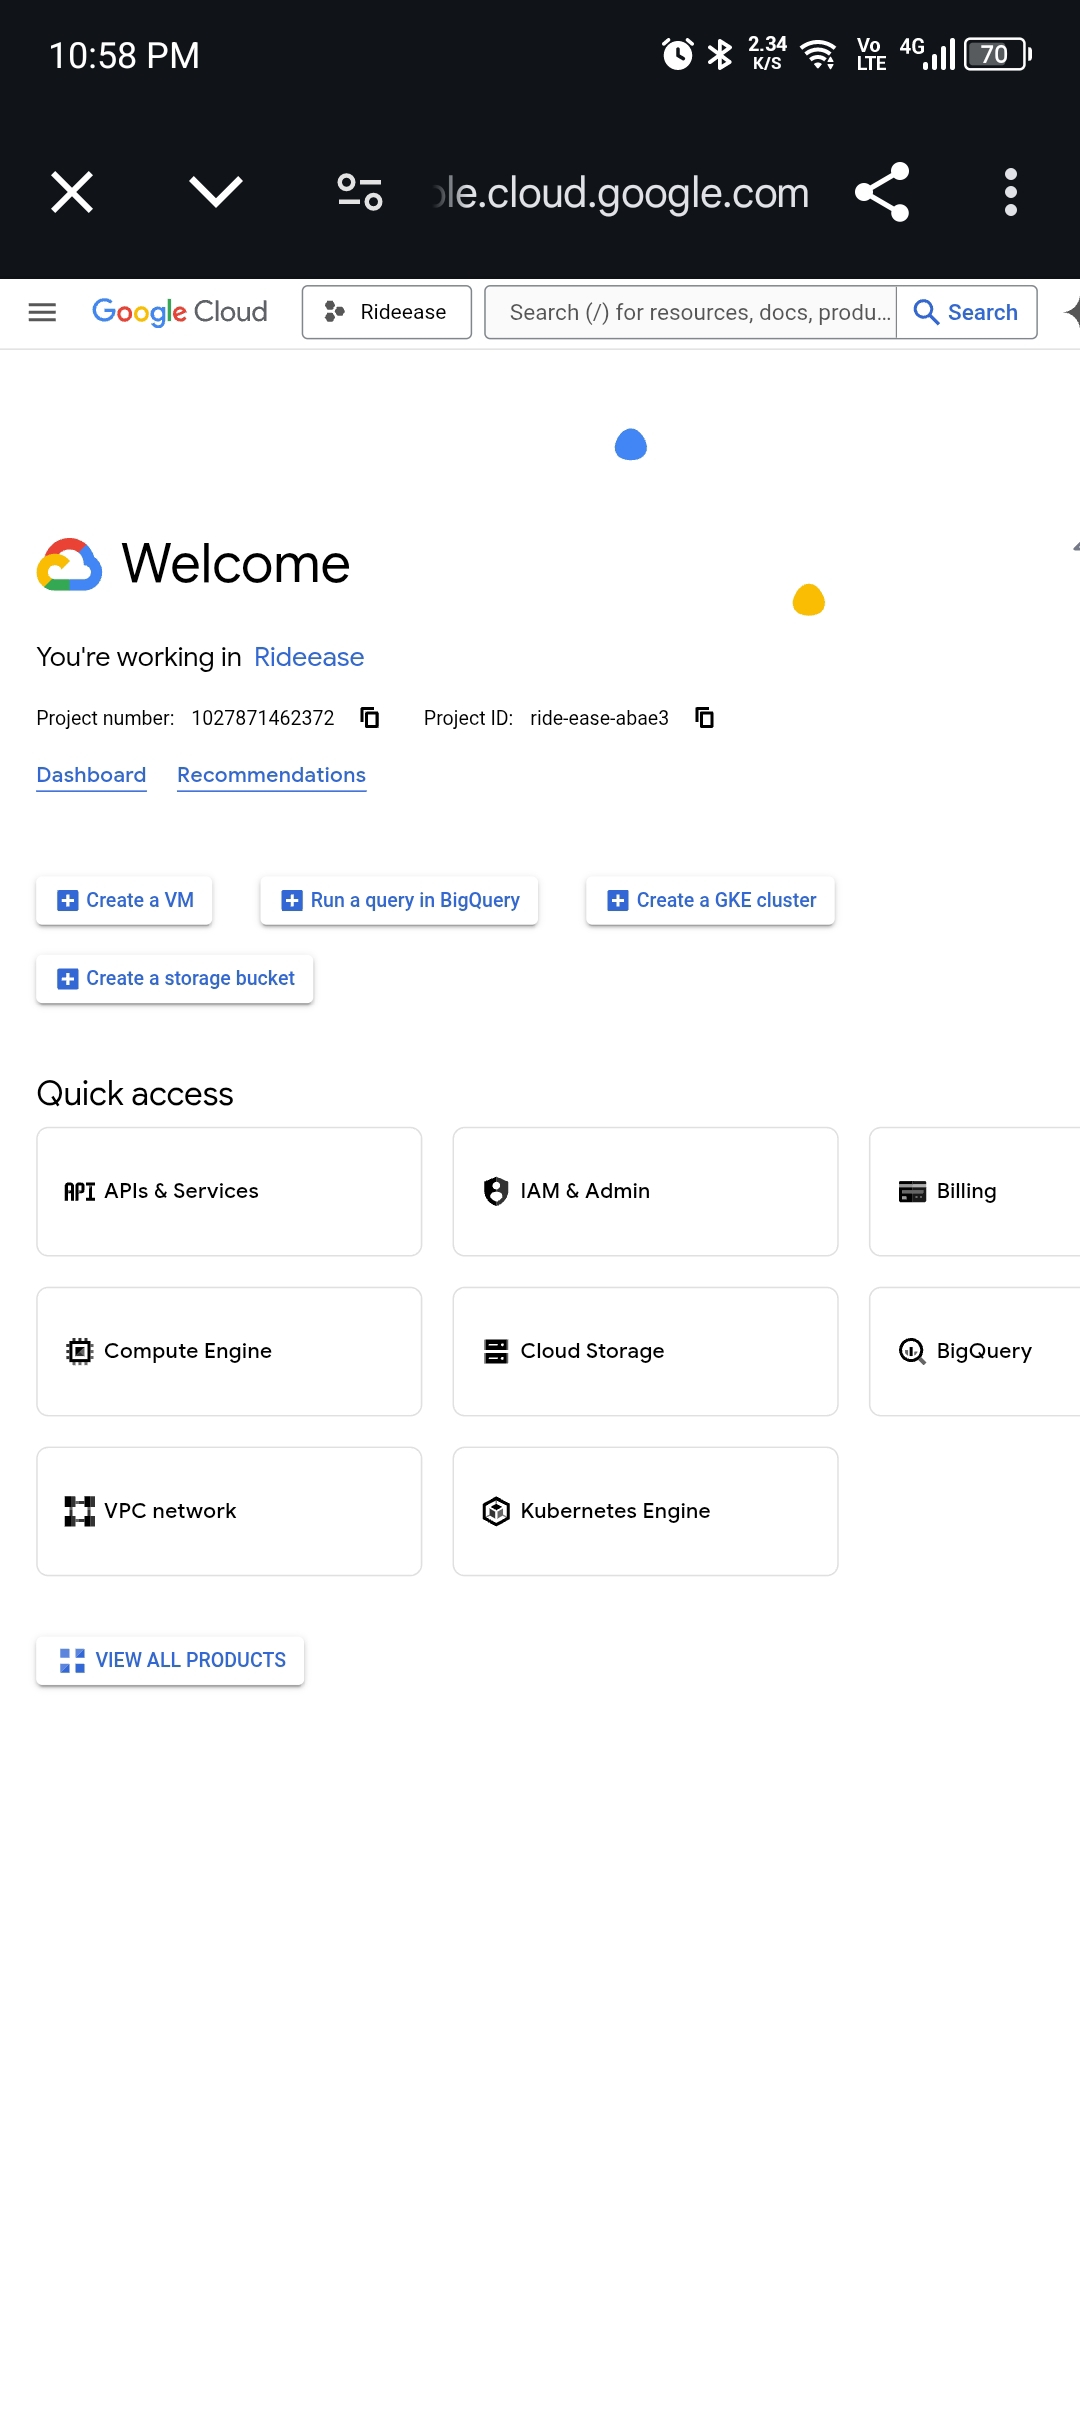 10:58 PM 2.34 K/S Vo LTE 4G 70
le.cloud.google.com
Google Cloud Rideease Search (/) for resources, docs, produ... Search
Welcome
You're working in Rideease
Project number: 1027871462372 Project ID: ride-ease-abae3
Dashboard Recommendations
Create a VM Run a query in BigQuery Create a GKE cluster
Create a storage bucket
Quick access
API APIs & Services IAM & Admin Billing
Compute Engine Cloud Storage BigQuery
VPC network Kubernetes Engine
VIEW ALL PRODUCTS